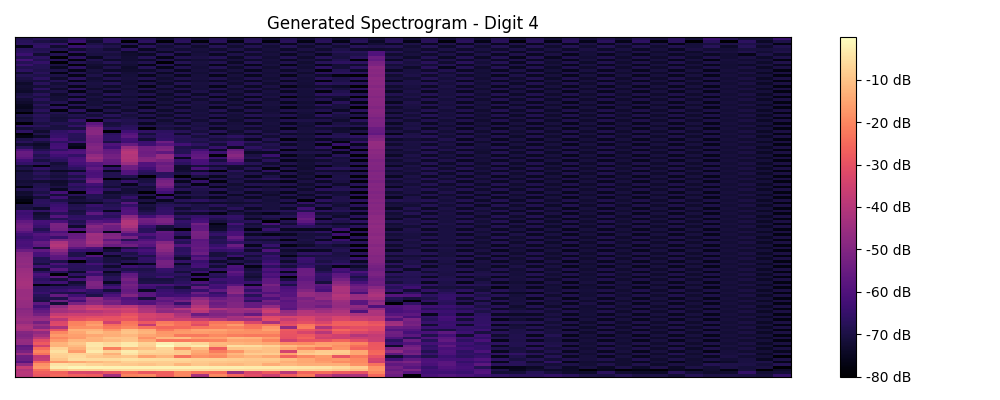 Generated Spectrogram - Digit 4
-10 dB
-20 dB
-30 dB
-40 dB
-50 dB
-60 dB
-70 dB
-80 dB